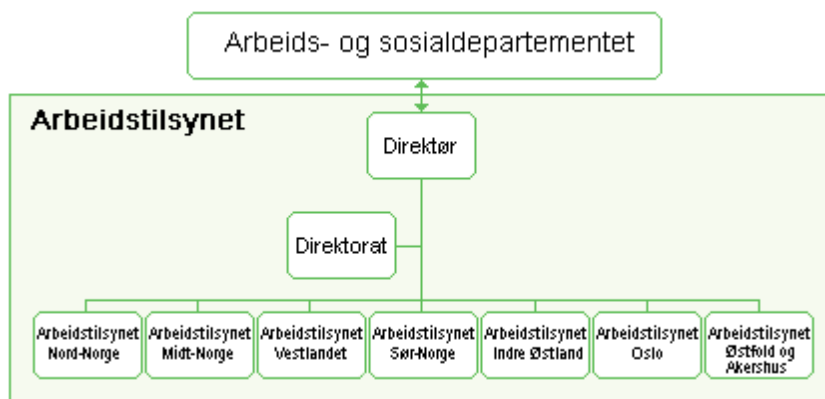 Arbeids- og sosialdepartementet
Arbeidstilsynet
Direktør
Direktorat
Arbeidstilsynet
Nord-Norge
Arbeidstilsynet
Midt-Norge
Arbeidstilsynet
Vestlandet
Arbeidstilsynet
Sør-Norge
Arbeidstilsynet
Indre Østland
Arbeidstilsynet
Oslo
Arbeidstilsynet
Østfold og
Akershus